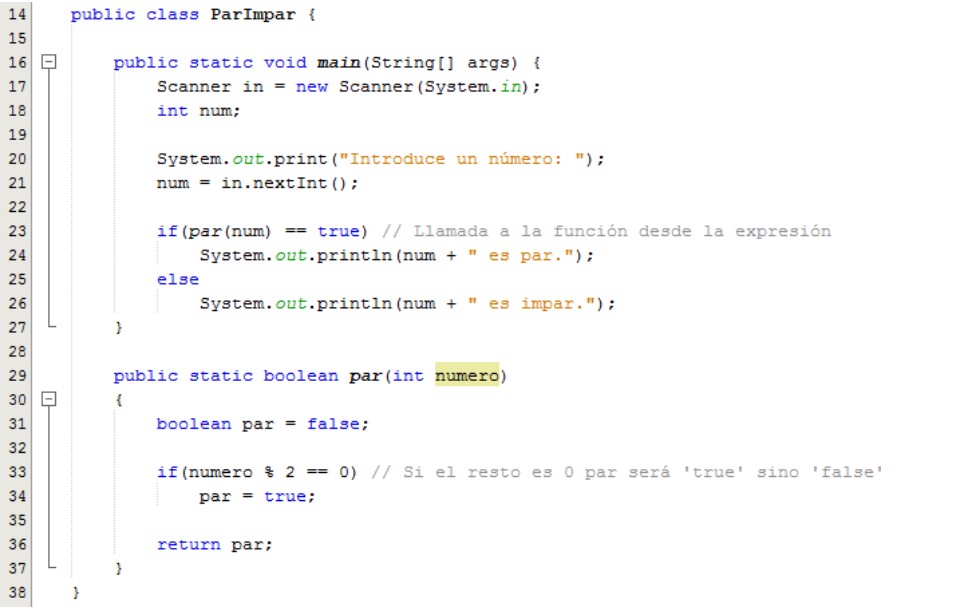 14 public class ParImpar {
15
16 public static void main(String[] args) {
17 Scanner in = new Scanner(System.in);
18 int num;
19
20 System.out.print("Introduce un número: ");
21 num = in.nextInt();
22
23 if(par(num) == true) // Llamada a la función desde la expresión
24 System.out.println(num + " es par.");
25 else
26 System.out.println(num + " es impar.");
27 }
28
29 public static boolean par(int numero)
30 {
31 boolean par = false;
32
33 if(numero % 2 == 0) // Si el resto es 0 par será 'true' sino 'false'
34 par = true;
35
36 return par;
37 }
38 }